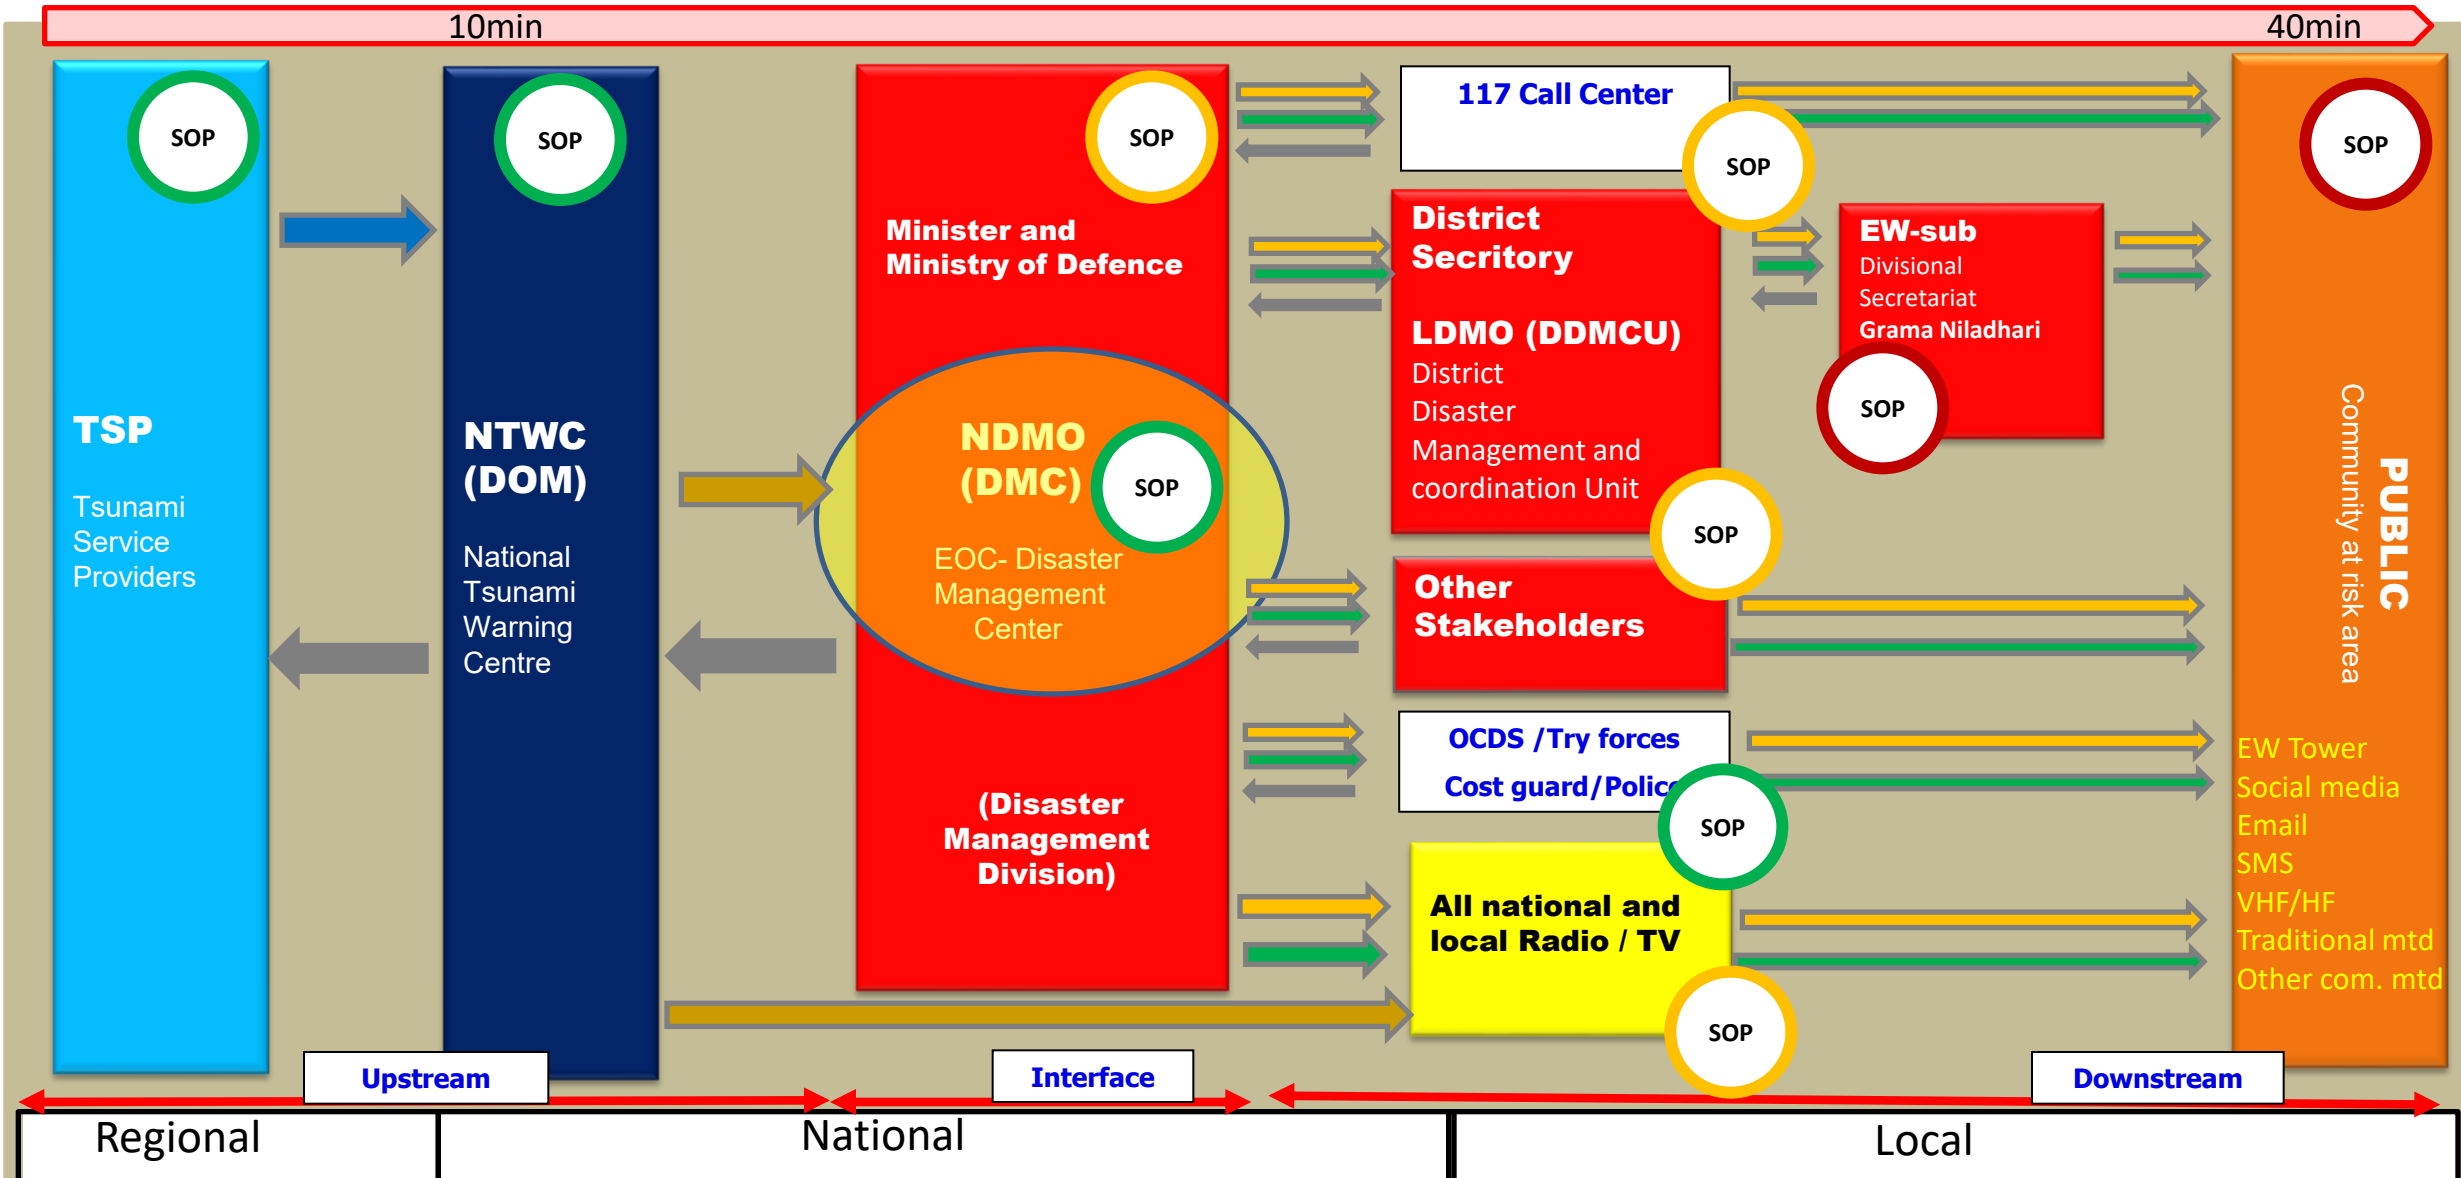 10min
40min
SOP
TSP
Tsunami
Service
Providers
SOP
NTWC
(DOM)
National
Tsunami
Warning
Centre
SOP
Minister and
Ministry of Defence
NDMO
(DMC)
SOP
EOC- Disaster
Management
Center
(Disaster
Management
Division)
117 Call Center
SOP
District
Secritory
LDMO (DDMCU)
District
Disaster
Management and
coordination Unit
SOP
EW-sub
Divisional
Secretariat
Grama Niladhari
SOP
Other
Stakeholders
OCDS /Try forces
Cost guard/Police
SOP
All national and
local Radio / TV
SOP
SOP
PUBLIC
Community at risk area
EW Tower
Social media
Email
SMS
VHF/HF
Traditional mtd
Other com. mtd
Upstream
Interface
Downstream
Regional
National
Local